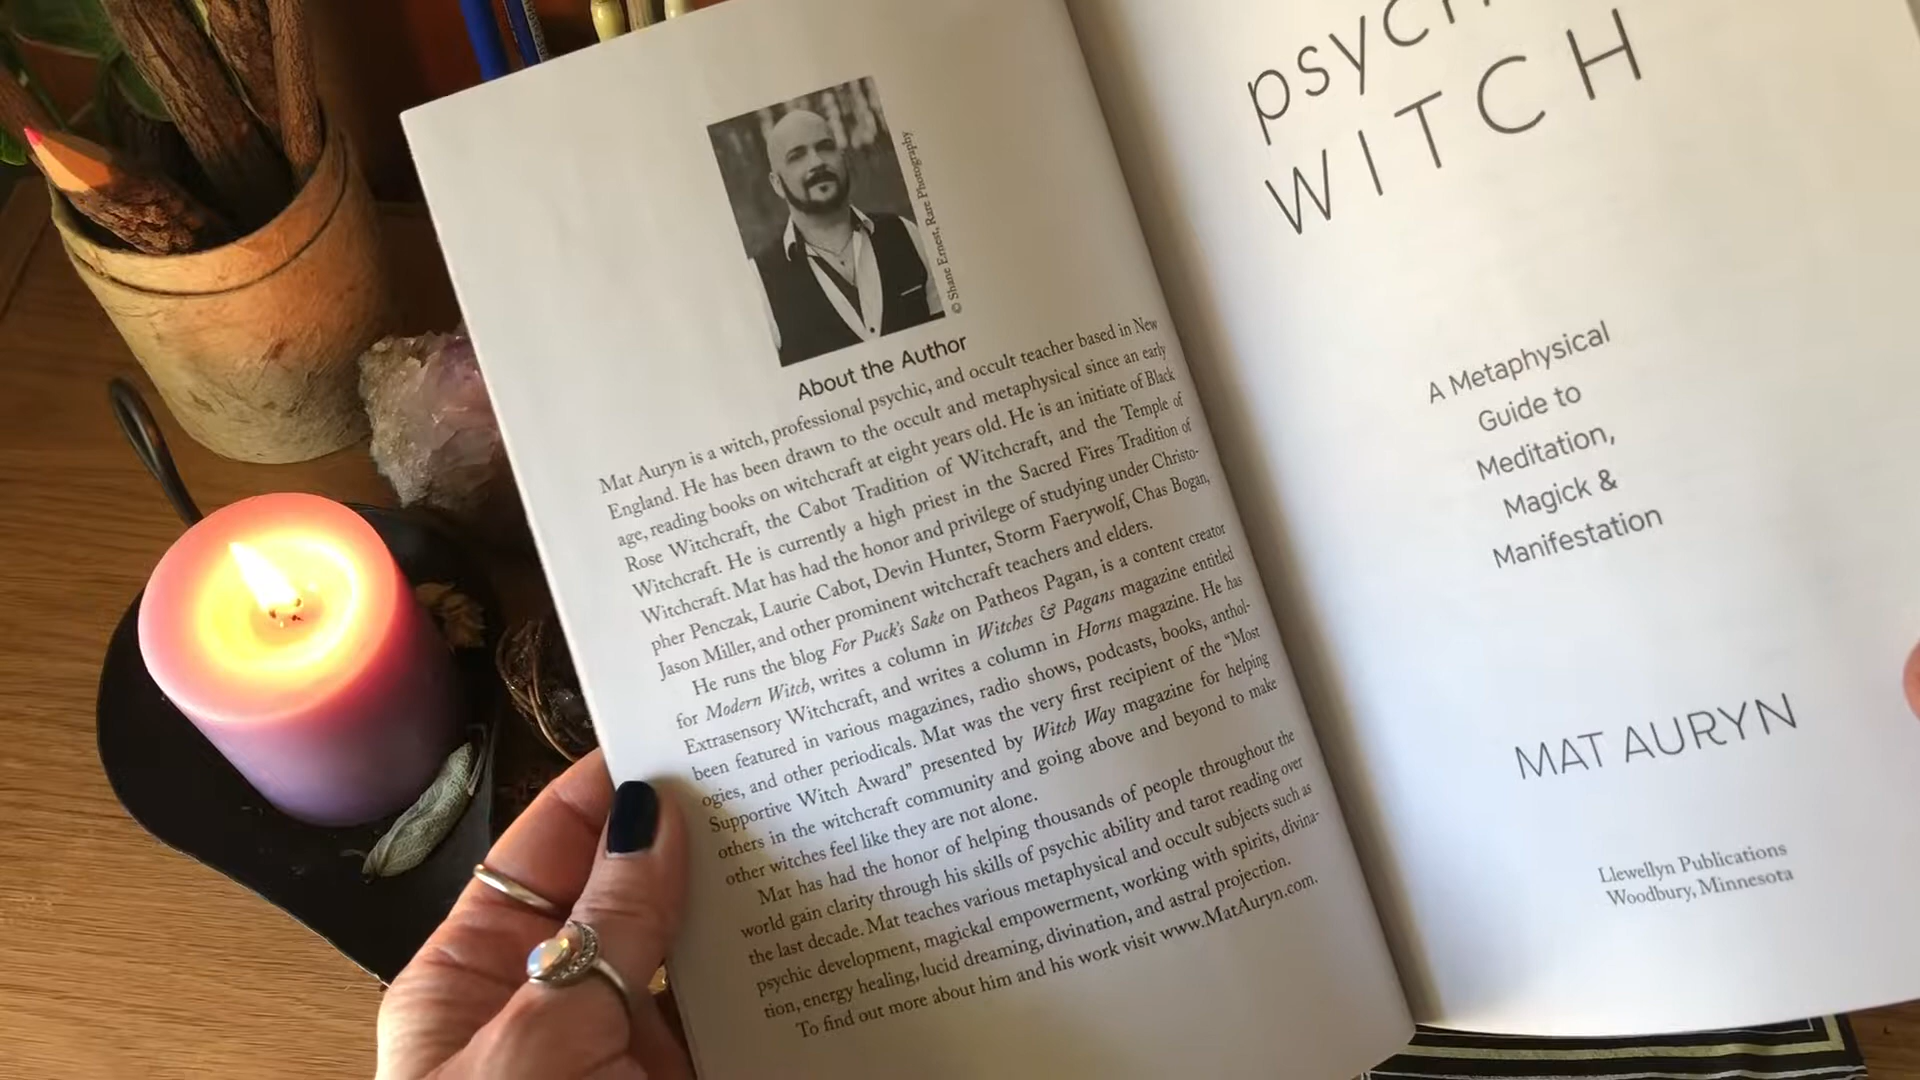 © Shane Ernest, Rare Photography
About the Author
Mat Auryn is a witch, professional psychic, and occult teacher based in New
England. He has been drawn to the occult and metaphysical since an early
age, reading books on witchcraft at eight years old. He is an initiate of Black
Rose Witchcraft, the Cabot Tradition of Witchcraft, and the Temple of
Witchcraft. He is currently a high priest in the Sacred Fires Tradition of
Witchcraft. Mat has had the honor and privilege of studying under Christo-
pher Penczak, Laurie Cabot, Devin Hunter, Storm Faerywolf, Chas Bogan,
Jason Miller, and other prominent witchcraft teachers and elders.
He runs the blog For Puck's Sake on Patheos Pagan, is a content creator
for Modern Witch, writes a column in Witches & Pagans magazine entitled
Extrasensory Witchcraft, and writes a column in Horns magazine. He has
been featured in various magazines, radio shows, podcasts, books, anthol-
ogies, and other periodicals. Mat was the very first recipient of the "Most
Supportive Witch Award" presented by Witch Way magazine for helping
others in the witchcraft community and going above and beyond to make
other witches feel like they are not alone.
Mat has had the honor of helping thousands of people throughout the
world gain clarity through his skills of psychic ability and tarot reading over
the last decade. Mat teaches various metaphysical and occult subjects such as
psychic development, magickal empowerment, working with spirits, divina-
tion, energy healing, lucid dreaming, divination, and astral projection.
To find out more about him and his work visit www.MatAuryn.com.
WITCH
A Metaphysical
Guide to
Meditation,
Magick &
Manifestation
MAT AURYN
Llewellyn Publications
Woodbury, Minnesota